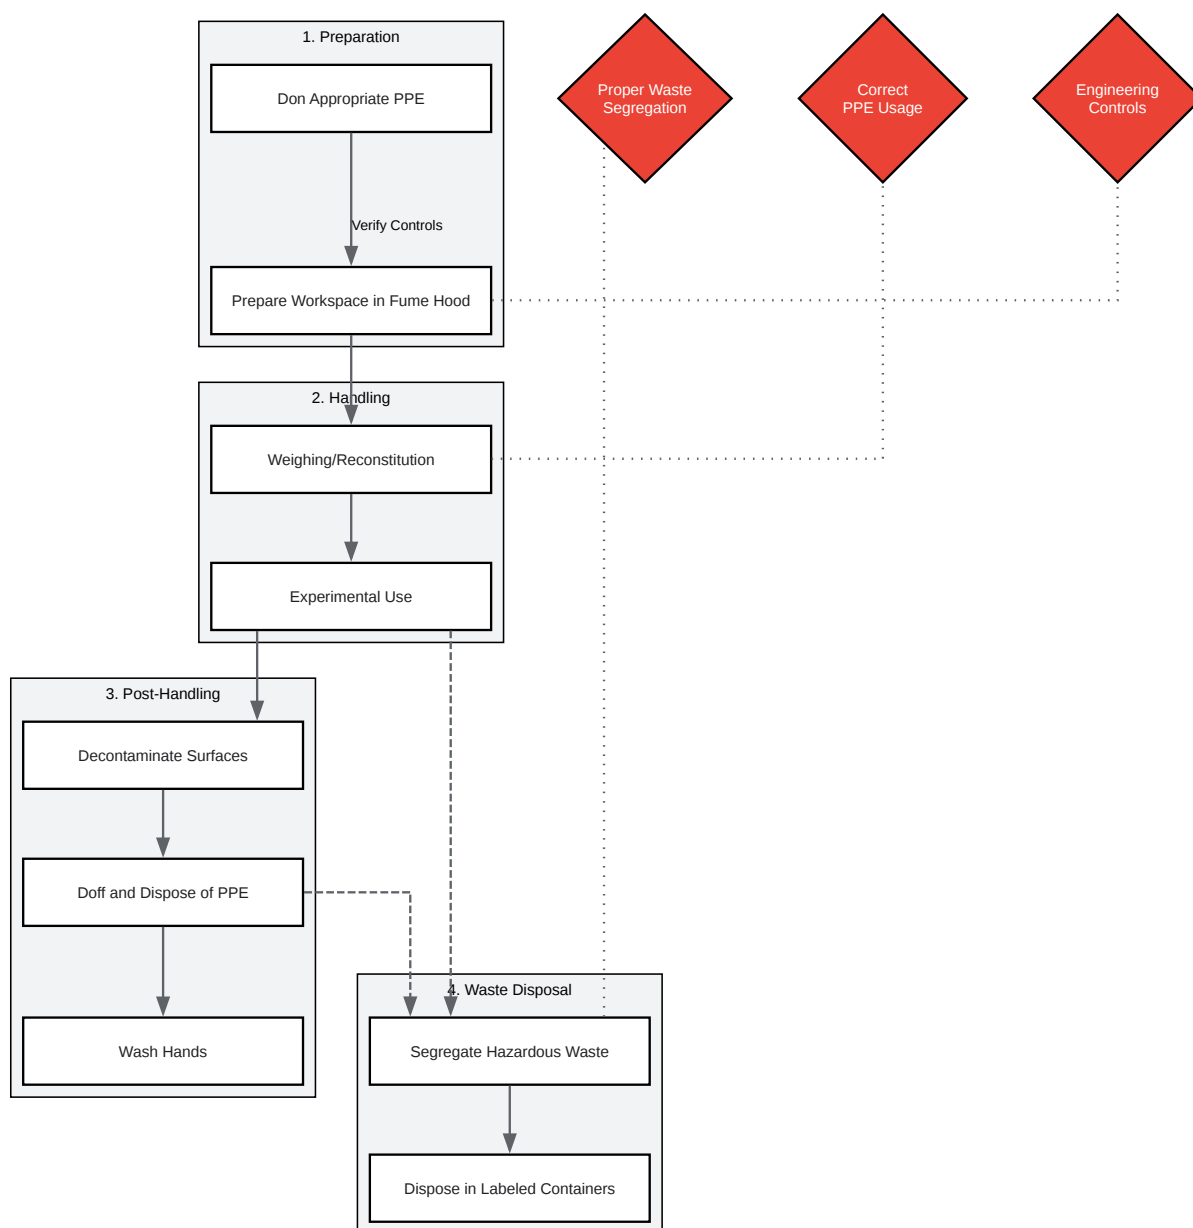 1. Preparation
Don Appropriate PPE
Verify Controls
Prepare Workspace in Fume Hood
Proper Waste
Segregation
Correct
PPE Usage
Engineering
Controls
2. Handling
Weighing/Reconstitution
Experimental Use
3. Post-Handling
Decontaminate Surfaces
Doff and Dispose of PPE
Wash Hands
4. Waste Disposal
Segregate Hazardous Waste
Dispose in Labeled Containers